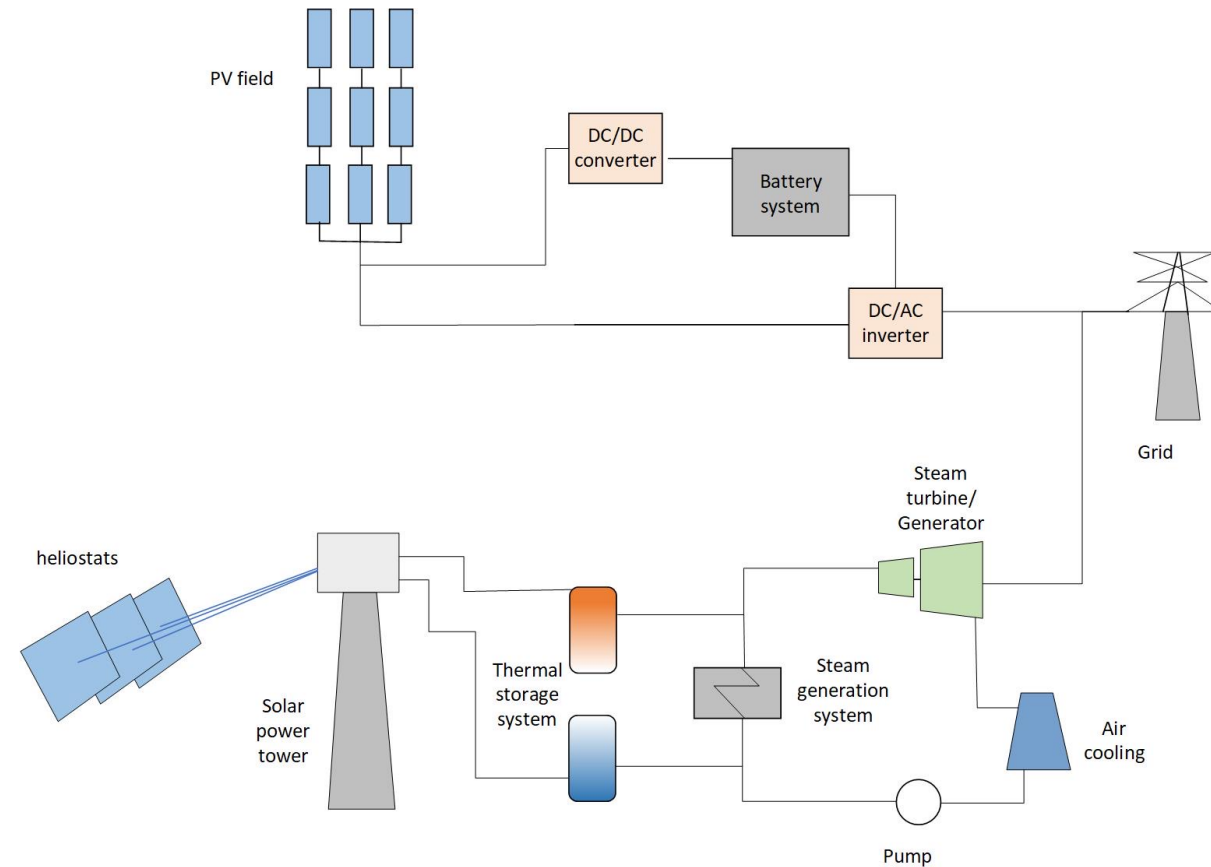 PV field
DC/DC
converter
Battery
system
DC/AC
inverter
Grid
Steam
turbine/
Generator
heliostats
Solar
power
tower
Thermal
storage
system
Steam
generation
system
Air
cooling
Pump